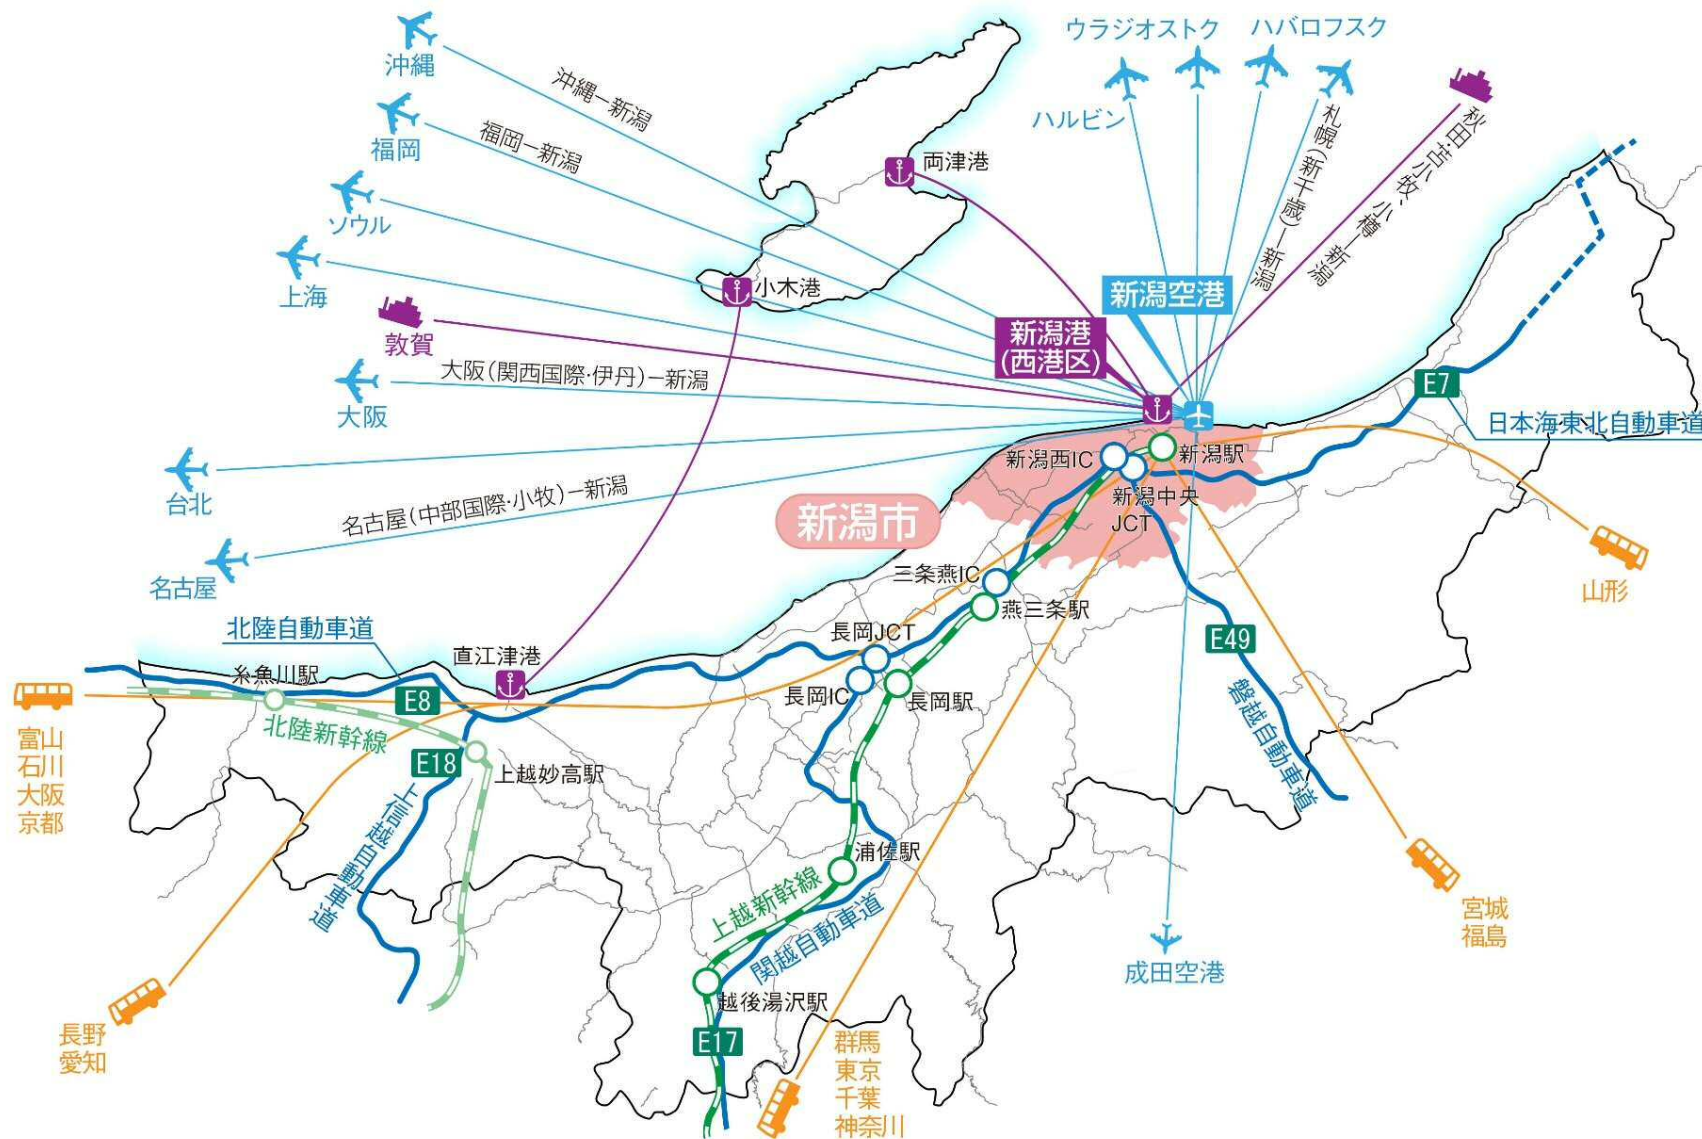 沖縄
沖縄－新潟
福岡
福岡－新潟
ソウル
上海
敦賀
大阪(関西国際・伊丹)－新潟
大阪
台北
名古屋(中部国際・小牧)－新潟
名古屋
ウラジオストク
ハバロフスク
ハルビン
札幌(新千歳)－新潟
秋田・苫小牧、小樽－新潟
両津港
小木港
新潟空港
新潟港
(西港区)
E7
日本海東北自動車道
新潟西IC
新潟駅
新潟中央
JCT
新潟市
三条燕IC
燕三条駅
山形
E49
磐越自動車道
北陸自動車道
直江津港
長岡JCT
長岡IC
長岡駅
糸魚川駅
E8
北陸新幹線
富山
石川
大阪
京都
E18
上越妙高駅
上信越自動車道
浦佐駅
上越新幹線
関越自動車道
越後湯沢駅
E17
宮城
福島
成田空港
長野
愛知
群馬
東京
千葉
神奈川